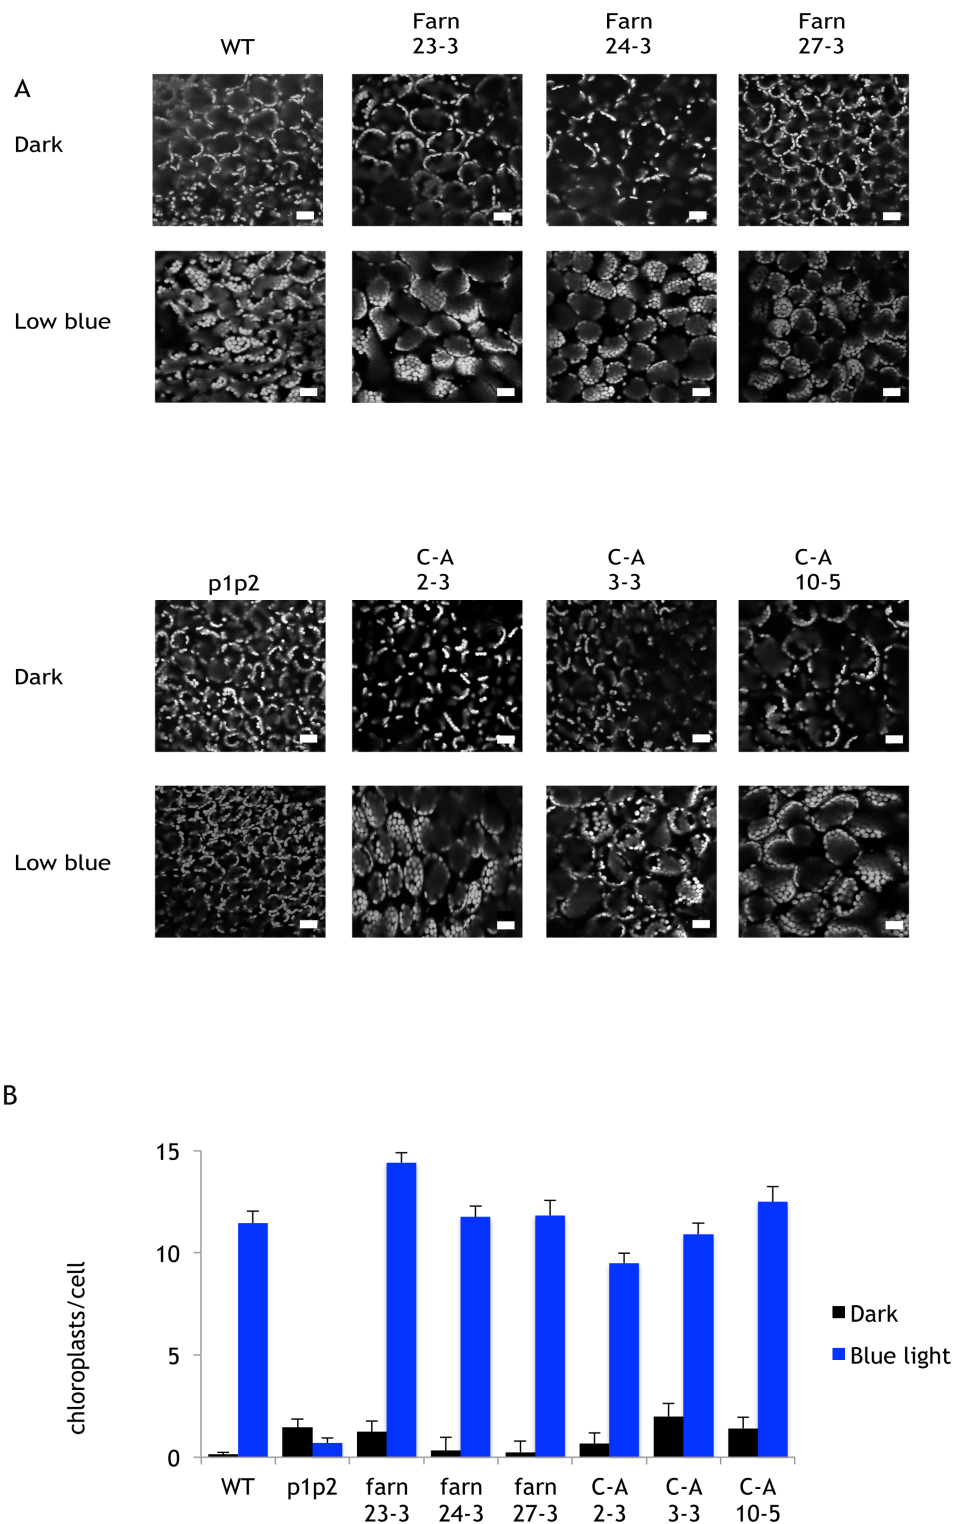 WT
Farn
23-3
Farn
24-3
Farn
27-3
A
Dark
Low blue
p1p2
C-A
2-3
C-A
3-3
C-A
10-5
Dark
Low blue
B
chloroplasts/cell
15
10
5
0
WT
p1p2
farn
23-3
farn
24-3
farn
27-3
C-A
2-3
C-A
3-3
C-A
10-5
Dark
Blue light